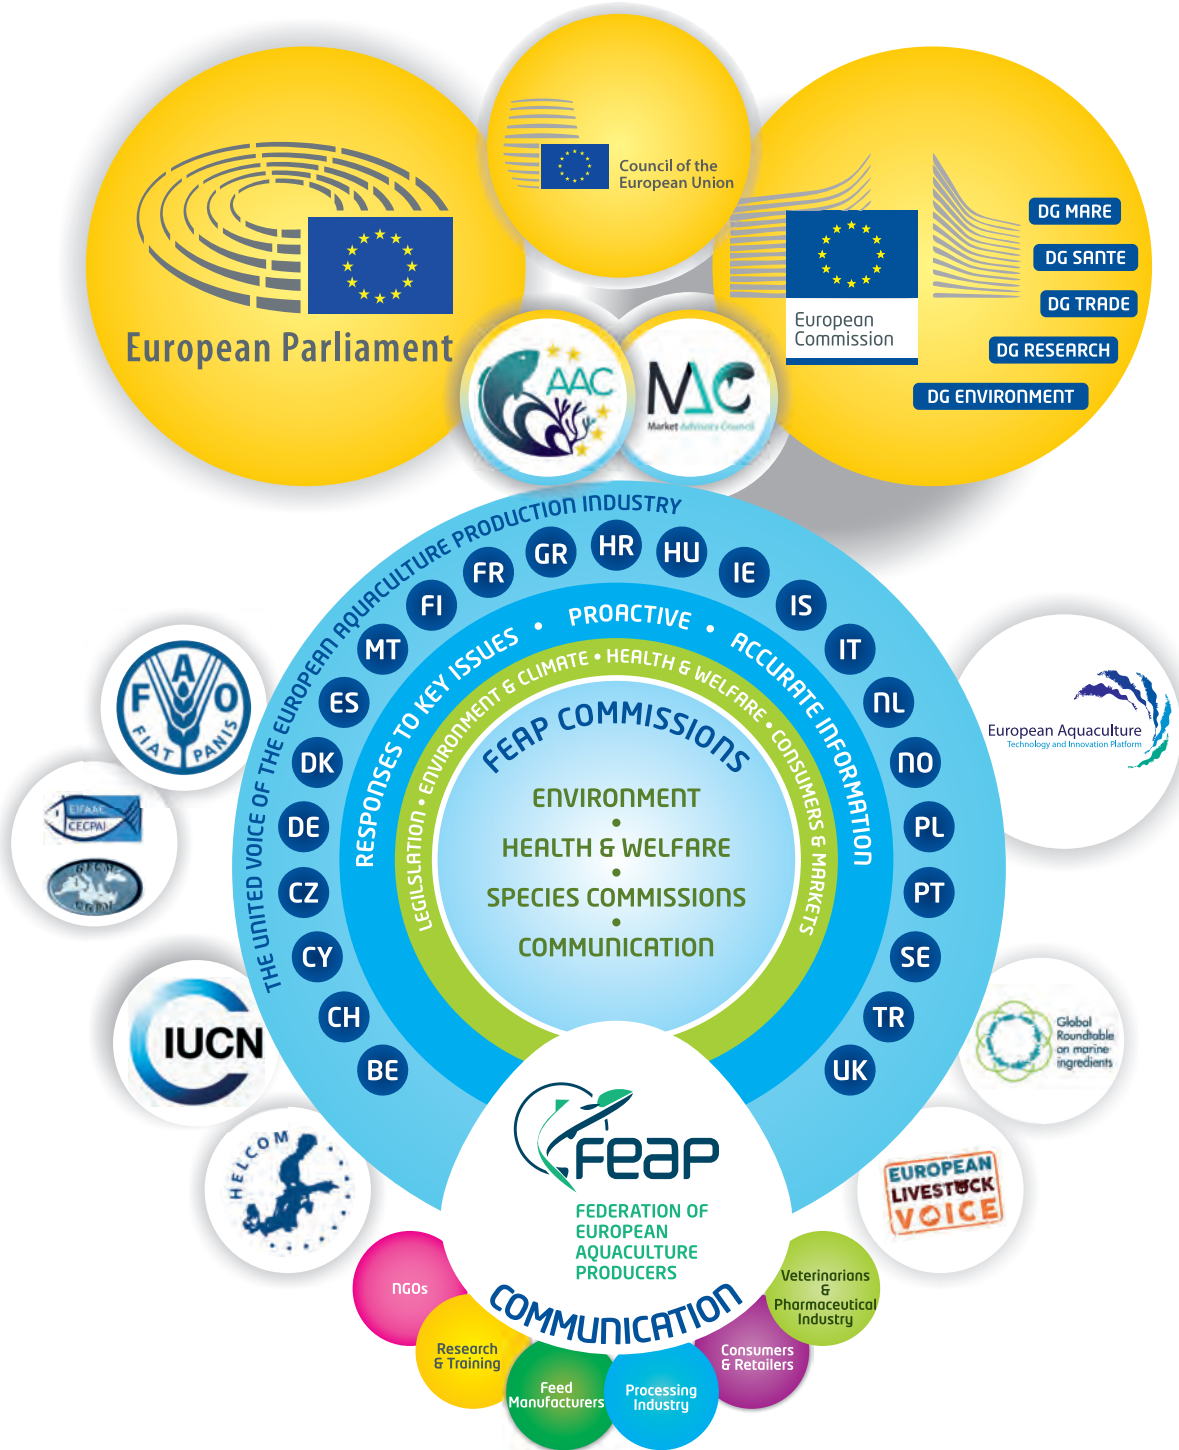 Council of the
European Union
European Parliament
European
Commission
DG MARE
DG SANTE
DG TRADE
DG RESEARCH
DG ENVIRONMENT
AAC
MAC
Market Advisory Council
THE UNITED VOICE OF THE EUROPEAN AQUACULTURE PRODUCTION INDUSTRY
BE
CH
CY
CZ
DE
DK
ES
MT
FI
FR
GR
HR
HU
IE
IS
IT
NL
NO
PL
PT
SE
TR
UK
RESPONSES TO KEY ISSUES • PROACTIVE • ACCURATE INFORMATION
LEGILSLATION • ENVIRONMENT & CLIMATE • HEALTH & WELFARE • CONSUMERS & MARKETS
FEAP COMMISSIONS
ENVIRONMENT
•
HEALTH & WELFARE
•
SPECIES COMMISSIONS
•
COMMUNICATION
FAO
FIAT PANIS
EIFAAC
CECPAI
IUCN
HELCOM
European Aquaculture
Technology and Innovation Platform
Global
Roundtable
on marine
ingredients
EUROPEAN
LIVESTOCK
VOICE
FEAP
FEDERATION OF
EUROPEAN
AQUACULTURE
PRODUCERS
COMMUNICATION
NGOs
Research
& Training
Feed
Manufacturers
Processing
Industry
Consumers
& Retailers
Veterinarians
&
Pharmaceutical
Industry